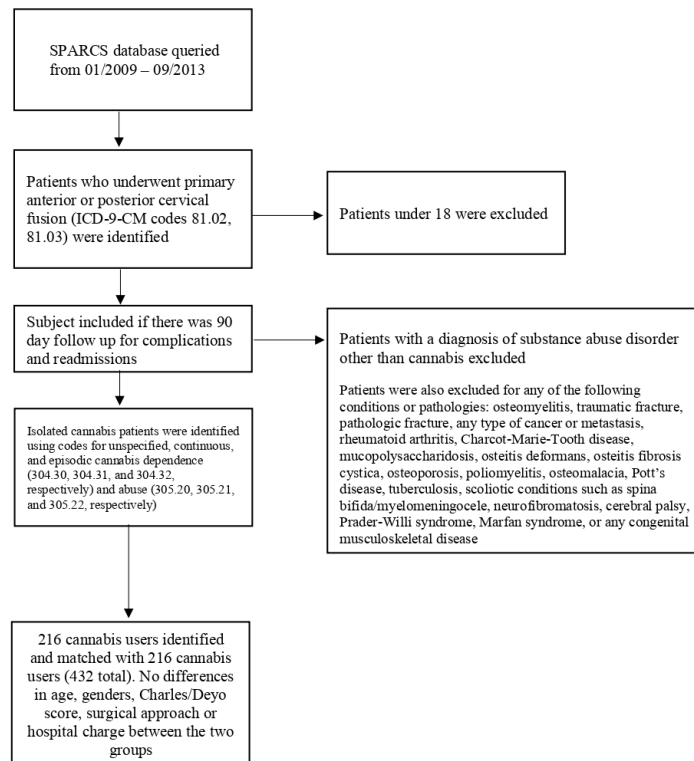 SPARCS database queried
from 01/2009 – 09/2013
Patients who underwent primary
anterior or posterior cervical
fusion (ICD-9-CM codes 81.02,
81.03) were identified
Patients under 18 were excluded
Subject included if there was 90
day follow up for complications
and readmissions
Patients with a diagnosis of substance abuse disorder
other than cannabis excluded
Patients were also excluded for any of the following
conditions or pathologies: osteomyelitis, traumatic fracture,
pathologic fracture, any type of cancer or metastasis,
rheumatoid arthritis, Charcot-Marie-Tooth disease,
mucopolysaccharidosis, osteitis deformans, osteitis fibrosis
cystica, osteoporosis, poliomyelitis, osteomalacia, Pott’s
disease, tuberculosis, scoliotic conditions such as spina
bifida/myelomeningocele, neurofibromatosis, cerebral palsy,
Prader-Willi syndrome, Marfan syndrome, or any congenital
musculoskeletal disease
Isolated cannabis patients were identified
using codes for unspecified, continuous,
and episodic cannabis dependence
(304.30, 304.31, and 304.32,
respectively) and abuse (305.20, 305.21,
and 305.22, respectively)
216 cannabis users identified
and matched with 216 cannabis
users (432 total). No differences
in age, genders, Charles/Deyo
score, surgical approach or
hospital charge between the two
groups